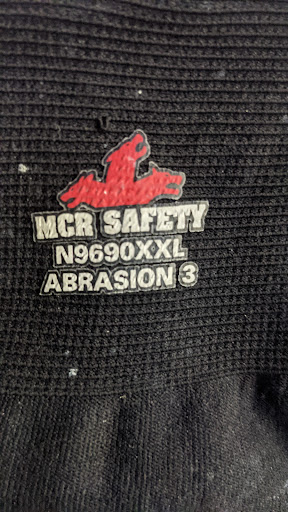 MCR SAFETY
N9690XXL
ABRASION 3